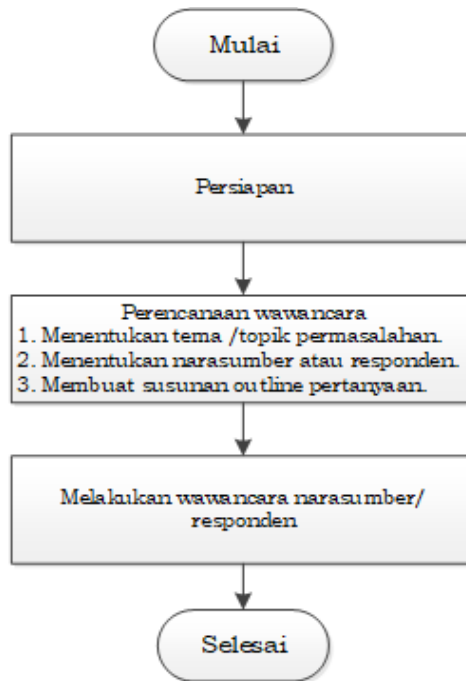 Mulai
Persiapan
Perencanaan wawancara
1. Menentukan tema /topik permasalahan.
2. Menentukan narasumber atau responden.
3. Membuat susunan outline pertanyaan.
Melakukan wawancara narasumber/
responden
Selesai